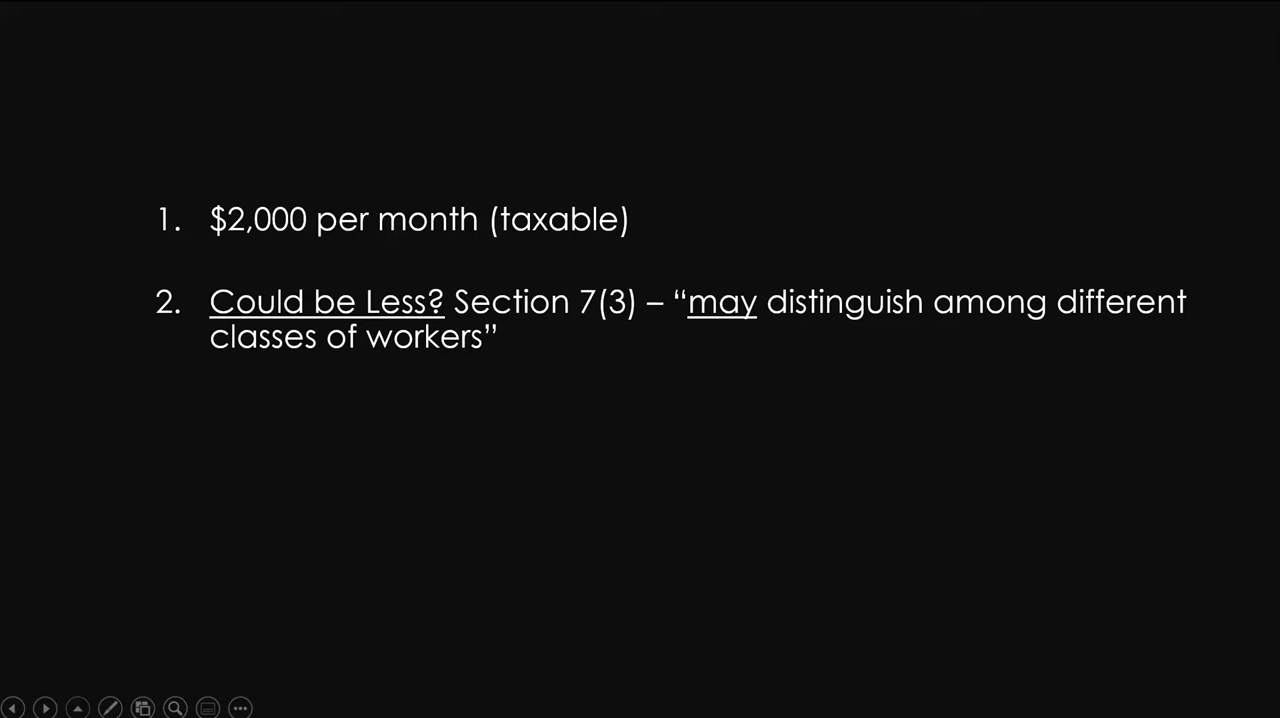 1. $2,000 per month (taxable)
2. Could be Less? Section 7(3) – “may distinguish among different
classes of workers”